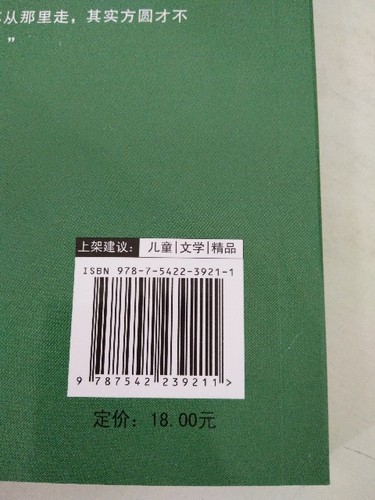 从那里走，其实方圆才不
”
上架建议： 儿童|文学|精品
ISBN 978-7-5422-3921-1
9 787542 239211 >
定价：18.00元